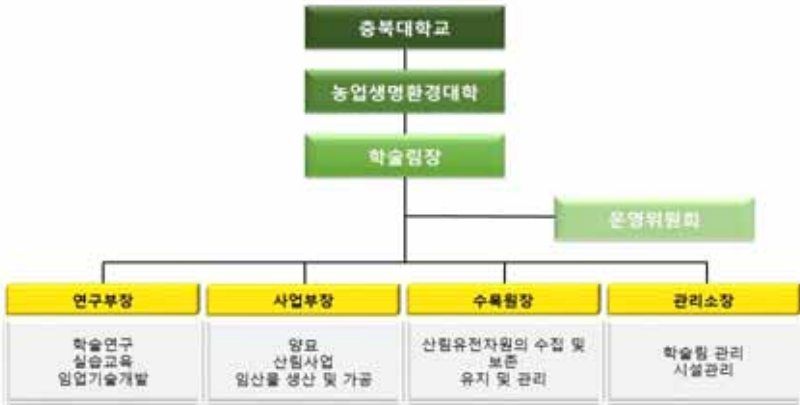 충북대학교
농업생명환경대학
학술림장
운영위원회
연구부장
학술연구
실습교육
임업기술개발
사업부장
양묘
산림사업
임산물 생산 및 가공
수목원장
산림유전자원의 수집 및
보존
유지 및 관리
관리소장
학술림 관리
시설관리